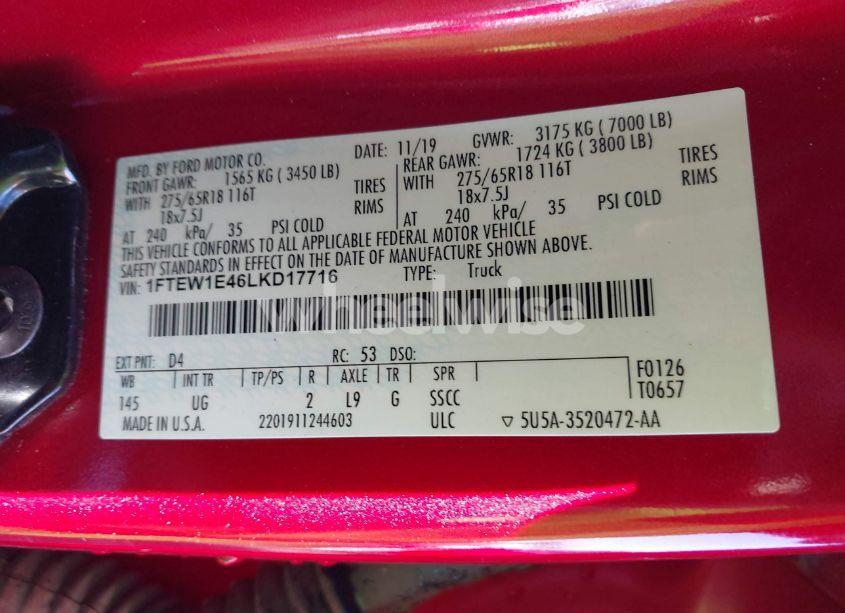 MFD. BY FORD MOTOR CO.
DATE: 11/19
GVWR: 3175 KG ( 7000 LB)
FRONT GAWR: 1565 KG ( 3450 LB)
REAR GAWR: 1724 KG ( 3800 LB)
WITH 275/65R18 116T TIRES
WITH 275/65R18 116T TIRES
18x7.5J RIMS
18x7.5J RIMS
AT 240 kPa/ 35 PSI COLD
AT 240 kPa/ 35 PSI COLD
THIS VEHICLE CONFORMS TO ALL APPLICABLE FEDERAL MOTOR VEHICLE
SAFETY STANDARDS IN EFFECT ON THE DATE OF MANUFACTURE SHOWN ABOVE.
VIN: 1FTEW1E46LKD17716
TYPE: Truck
wheelwise
EXT PNT: D4
RC: 53 DSO:
WB INT TR TP/PS R AXLE TR SPR
F0126
145 UG 2 L9 G SSCC
T0657
MADE IN U.S.A.
2201911244603
ULC
▽ 5U5A-3520472-AA